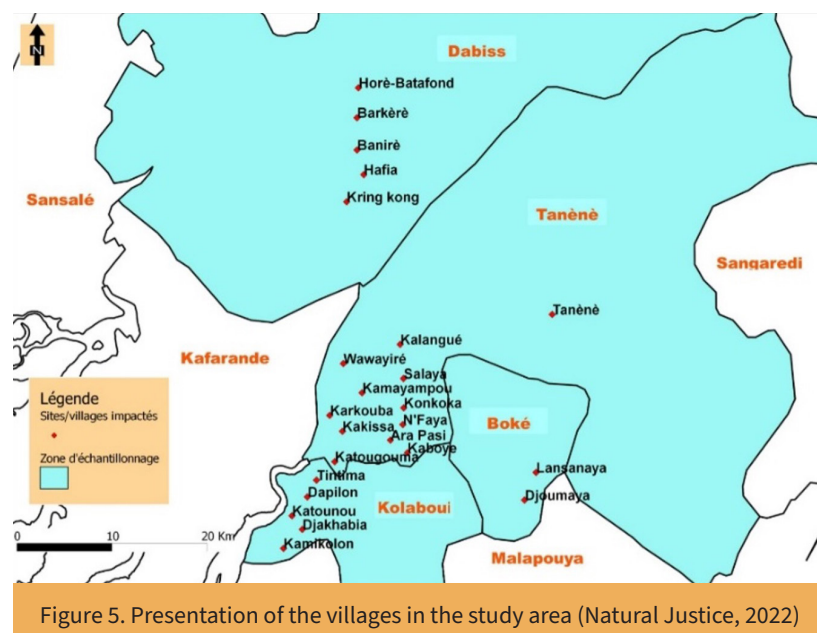 N
Dabiss
Horè-Batafond
Barkèrè
Banirè
Hafia
Kring kong
Sansalé
Tanènè
Sangaredi
Tanènè
Kalangué
Kafarande
Wawayiré
Salaya
Kamayampou
Konkoka
Karkouba
N'Faya
Boké
Kakissa
Ara Pasi
Kaboye
Katougouma
Lansanaya
Tintima
Dapilon
Djoumaya
Kolaboui
Katounou
Djakhabia
Kamikolon
Malapouya
Légende
Sites/villages impactés
Zone d'échantillonnage
0 10 20 Km
Figure 5. Presentation of the villages in the study area (Natural Justice, 2022)